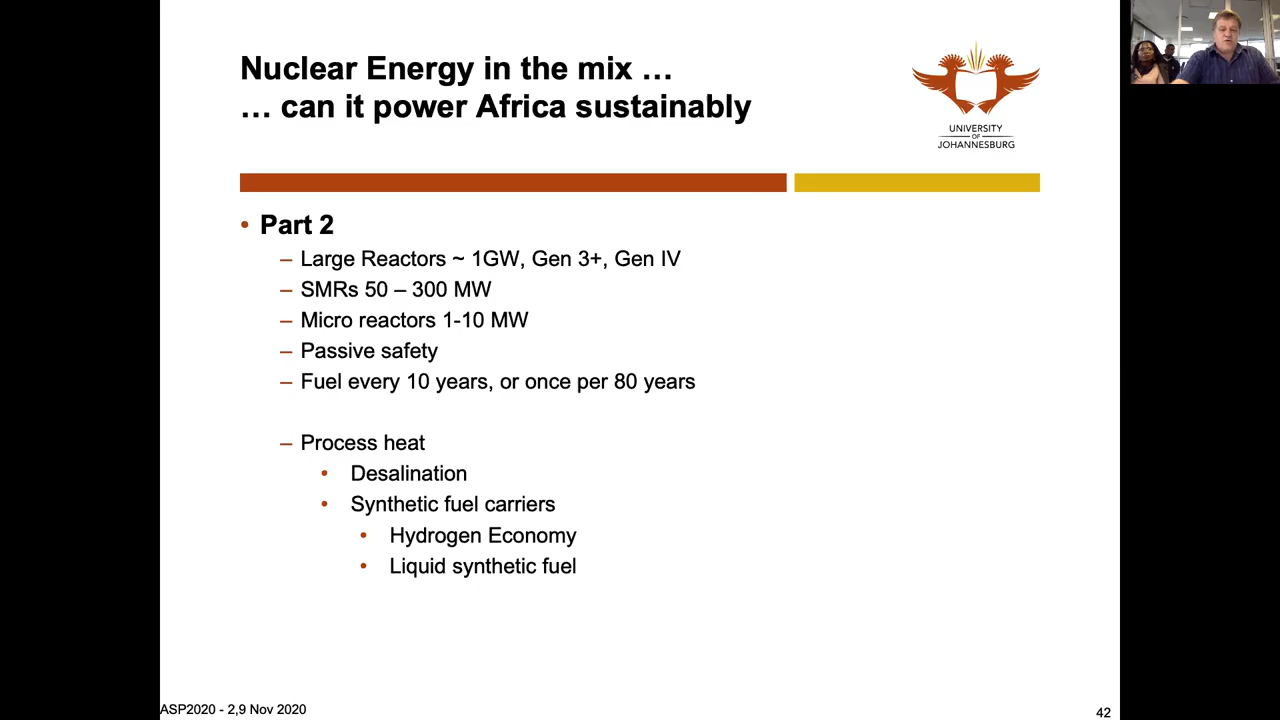 Nuclear Energy in the mix …
… can it power Africa sustainably
UNIVERSITY
OF
JOHANNESBURG
• Part 2
– Large Reactors ~ 1GW, Gen 3+, Gen IV
– SMRs 50 – 300 MW
– Micro reactors 1-10 MW
– Passive safety
– Fuel every 10 years, or once per 80 years
– Process heat
• Desalination
• Synthetic fuel carriers
• Hydrogen Economy
• Liquid synthetic fuel
ASP2020 - 2,9 Nov 2020
42